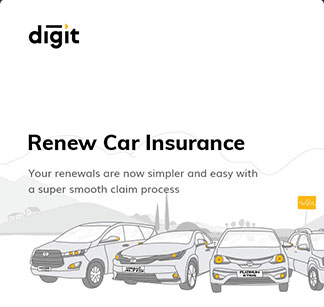 digit
Renew Car Insurance
Your renewals are now simpler and easy with
a super smooth claim process